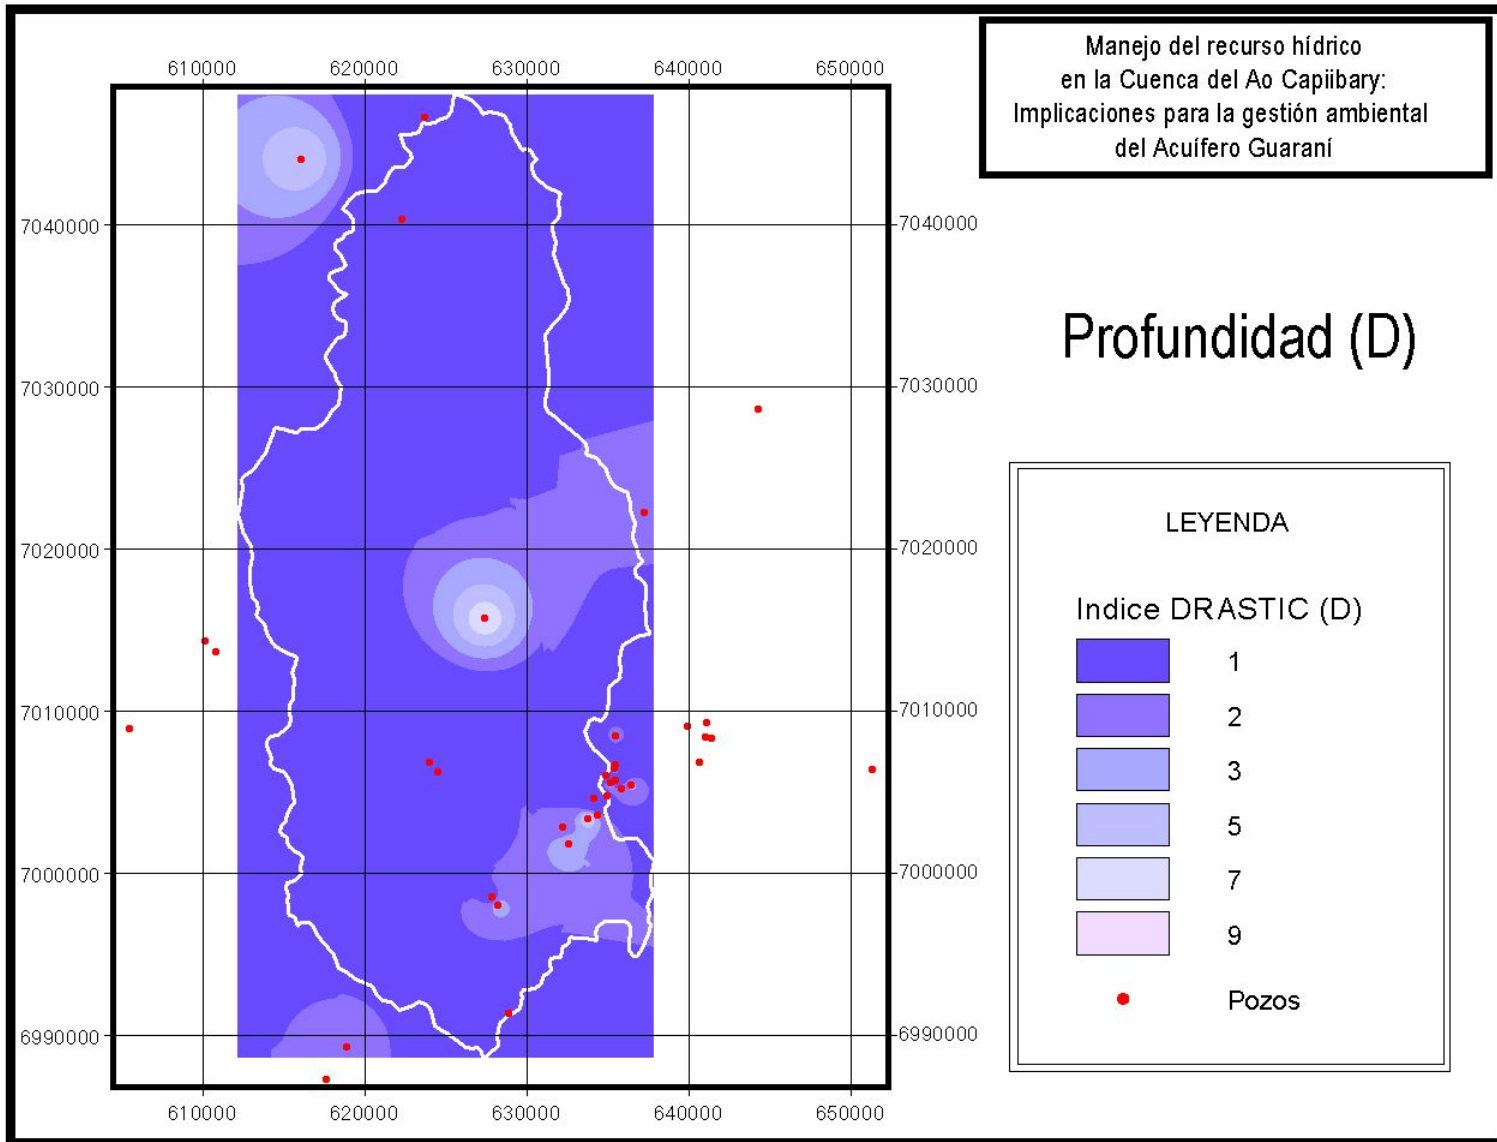 Manejo del recurso hídrico
en la Cuenca del Ao Capiibary:
Implicaciones para la gestión ambiental
del Acuífero Guaraní
610000 620000 630000 640000 650000
7040000 7040000
7030000 7030000
7020000 7020000
7010000 7010000
7000000 7000000
6990000 6990000
610000 620000 630000 640000 650000
Profundidad (D)
LEYENDA
Indice DRASTIC (D)
1
2
3
5
7
9
Pozos